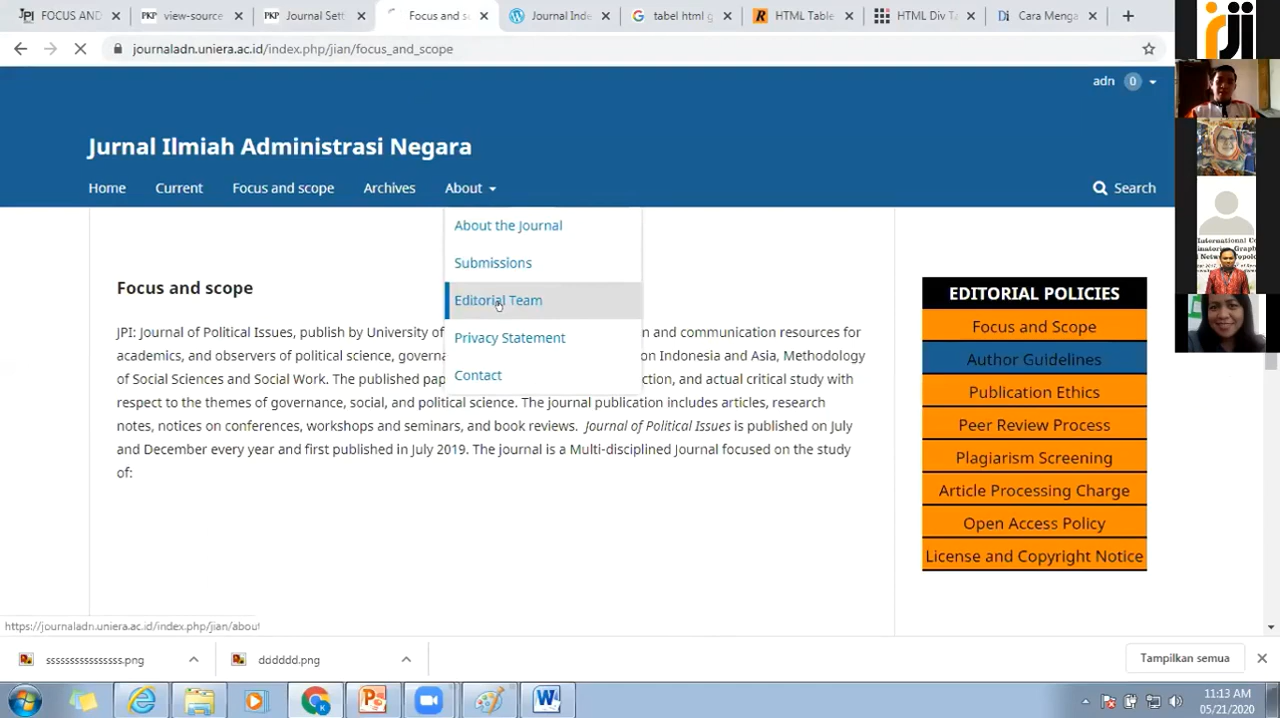 FOCUS AND
view-source
Journal Sett
Focus and s
Journal Inde
tabel html g
HTML Table
HTML Div Ta
Cara Menga
journaladn.uniera.ac.id/index.php/jian/focus_and_scope
adn 0
Jurnal Ilmiah Administrasi Negara
Home Current Focus and scope Archives About Search
About the Journal
Submissions
Editorial Team
Privacy Statement
Contact
Focus and scope
JPI: Journal of Political Issues, publish by University of n and communication resources for
academics, and observers of political science, governa on Indonesia and Asia, Methodology
of Social Sciences and Social Work. The published pap ction, and actual critical study with
respect to the themes of governance, social, and political science. The journal publication includes articles, research
notes, notices on conferences, workshops and seminars, and book reviews. Journal of Political Issues is published on July
and December every year and first published in July 2019. The journal is a Multi-disciplined Journal focused on the study
of:
EDITORIAL POLICIES
Focus and Scope
Author Guidelines
Publication Ethics
Peer Review Process
Plagiarism Screening
Article Processing Charge
Open Access Policy
License and Copyright Notice
International Co
https://journaladn.uniera.ac.id/index.php/jian/about
sssssssssssssss.png
dddddd.png
Tampilkan semua
11:13 AM
05/21/2020